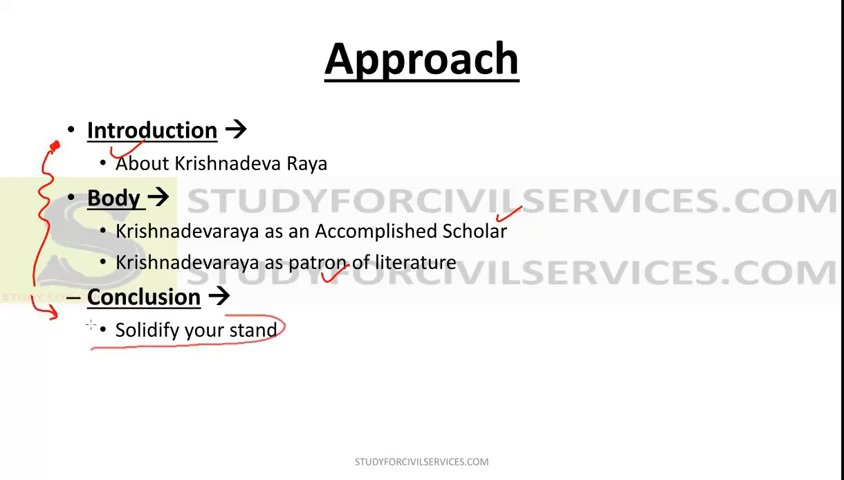 Approach
• Introduction →
• About Krishnadeva Raya
• Body →
STUDYFORCIVILSERVICES.COM
• Krishnadevaraya as an Accomplished Scholar
• Krishnadevaraya as patron of literature
STUDYFORCIVILSERVICES.COM
– Conclusion →
• Solidify your stand
STUDYFORCIVILSERVICES.COM